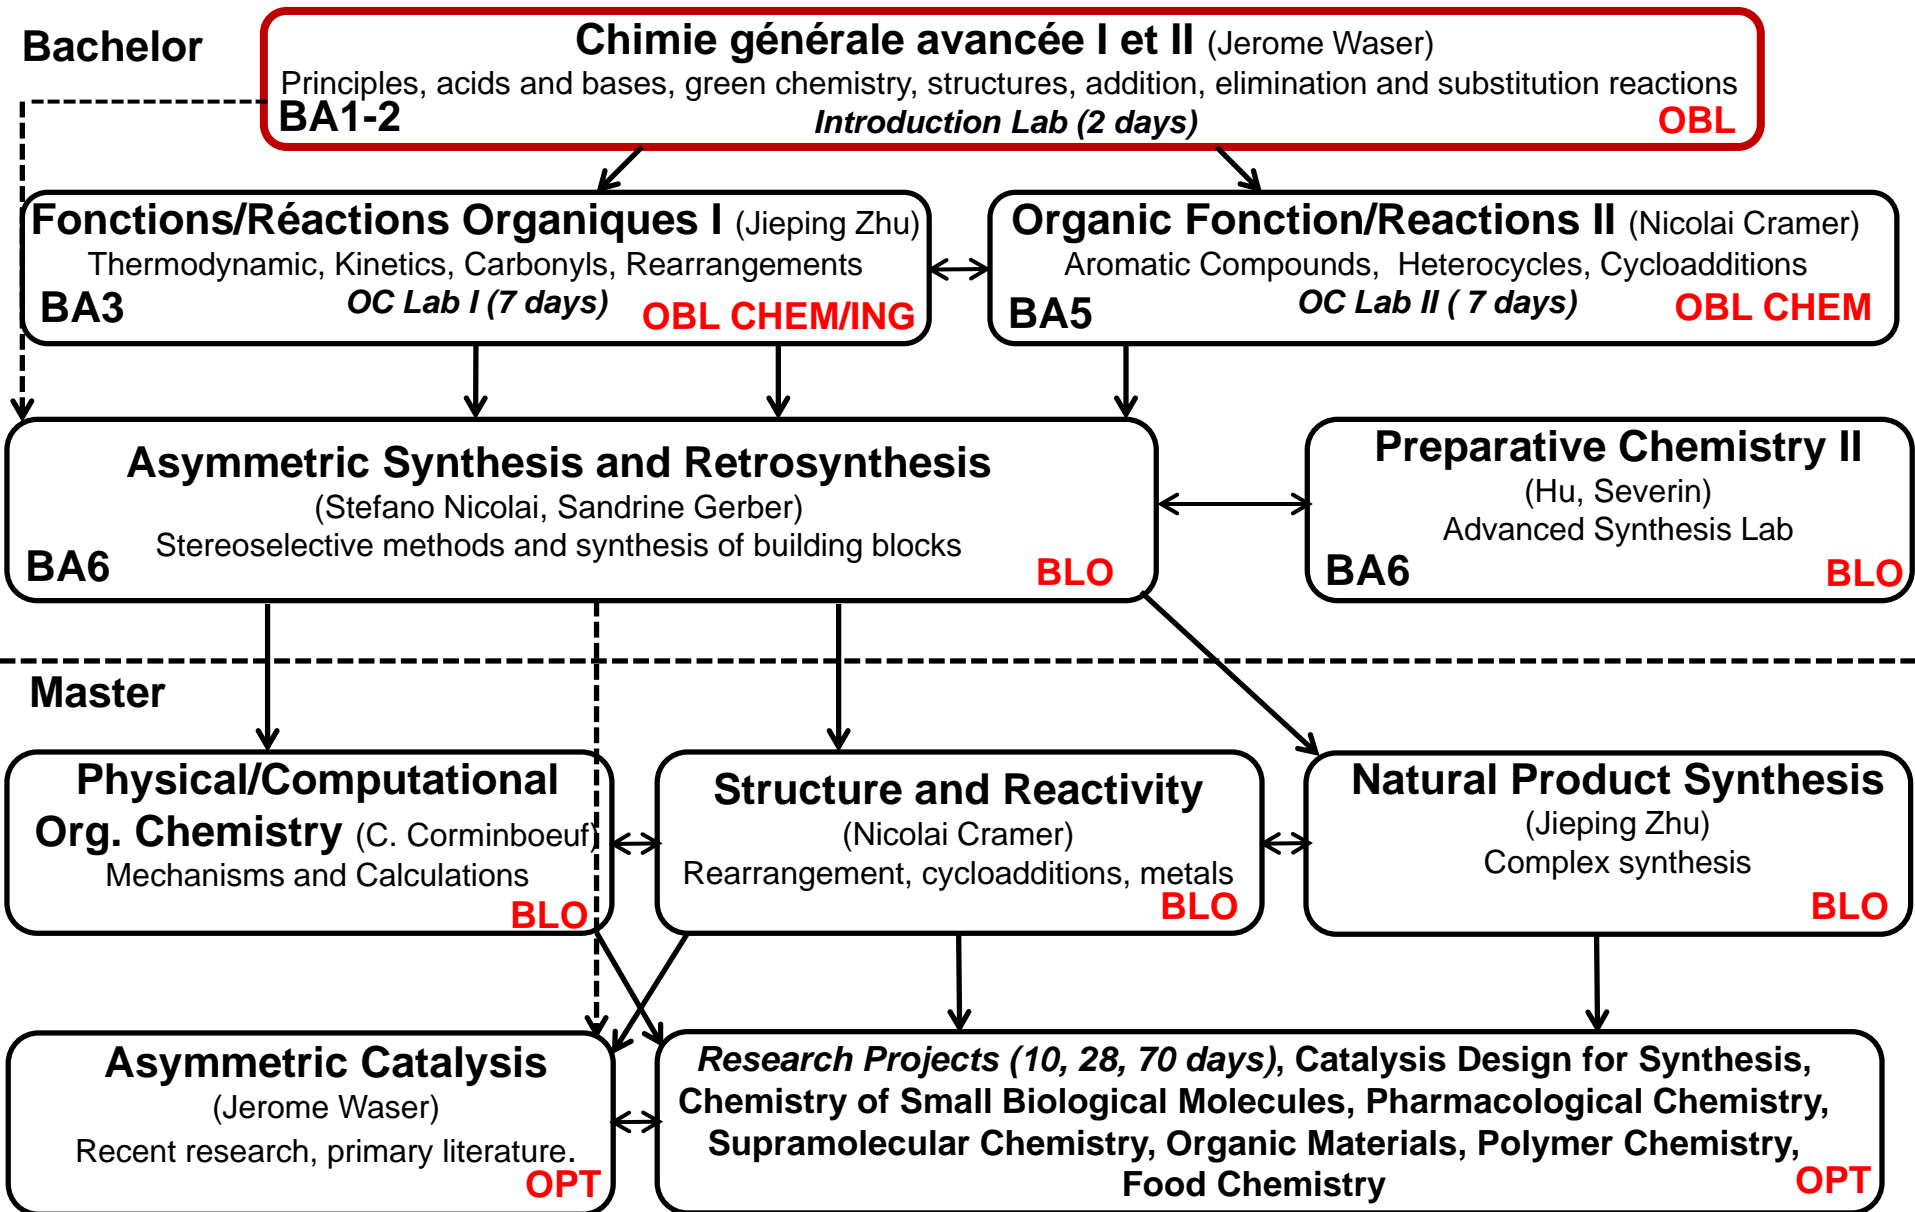 Bachelor
Chimie générale avancée I et II (Jerome Waser)
Principles, acids and bases, green chemistry, structures, addition, elimination and substitution reactions
BA1-2
Introduction Lab (2 days)
OBL
Fonctions/Réactions Organiques I (Jieping Zhu)
Thermodynamic, Kinetics, Carbonyls, Rearrangements
BA3
OC Lab I (7 days)
OBL CHEM/ING
Organic Fonction/Reactions II (Nicolai Cramer)
Aromatic Compounds, Heterocycles, Cycloadditions
BA5
OC Lab II ( 7 days)
OBL CHEM
Asymmetric Synthesis and Retrosynthesis
(Stefano Nicolai, Sandrine Gerber)
Stereoselective methods and synthesis of building blocks
BA6
BLO
Preparative Chemistry II
(Hu, Severin)
Advanced Synthesis Lab
BA6
BLO
Master
Physical/Computational
Org. Chemistry (C. Corminboeuf)
Mechanisms and Calculations
BLO
Structure and Reactivity
(Nicolai Cramer)
Rearrangement, cycloadditions, metals
BLO
Natural Product Synthesis
(Jieping Zhu)
Complex synthesis
BLO
Asymmetric Catalysis
(Jerome Waser)
Recent research, primary literature.
OPT
Research Projects (10, 28, 70 days), Catalysis Design for Synthesis,
Chemistry of Small Biological Molecules, Pharmacological Chemistry,
Supramolecular Chemistry, Organic Materials, Polymer Chemistry,
Food Chemistry
OPT